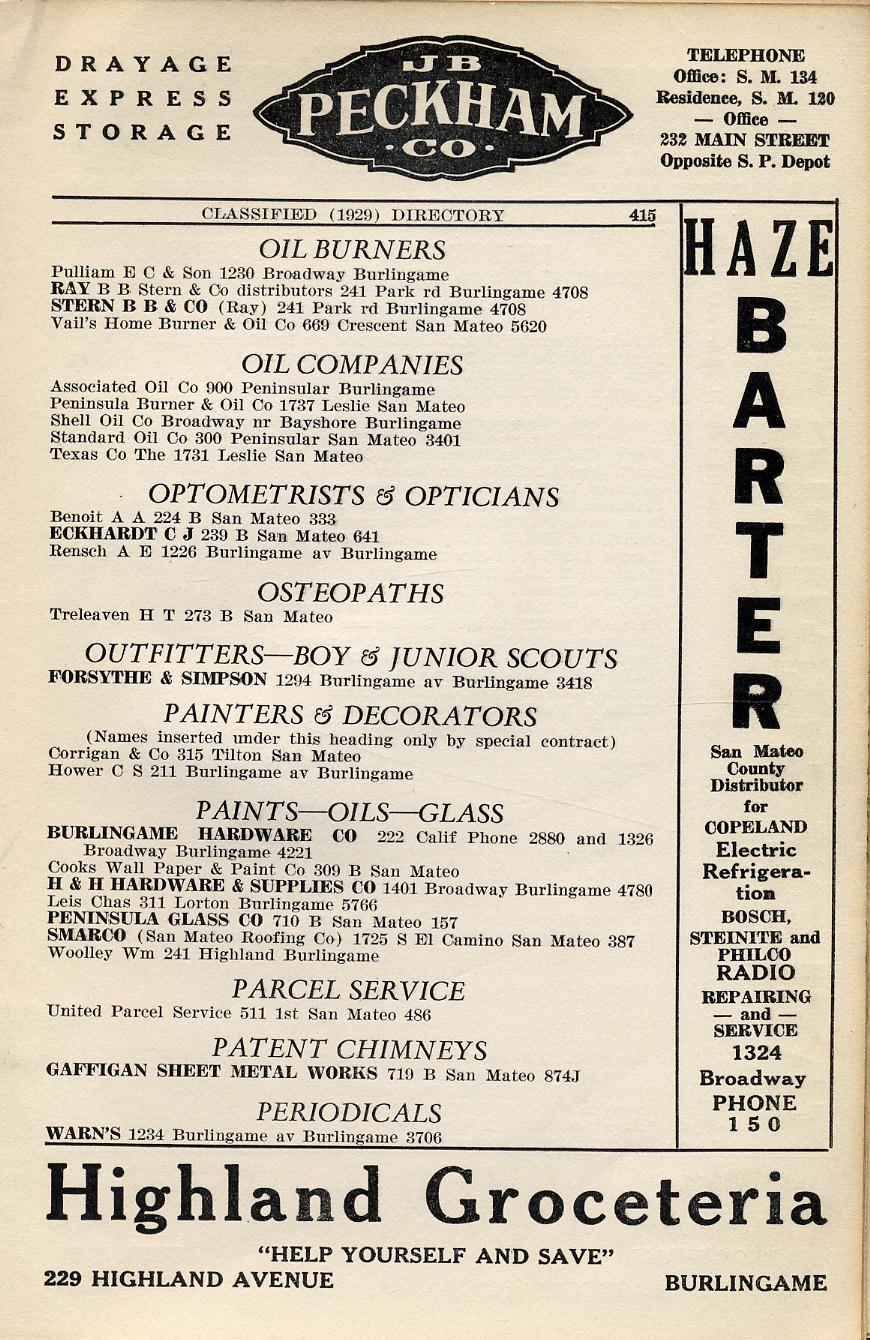 DRAYAGE
EXPRESS
STORAGE
JB
PECKHAM
·CO·
TELEPHONE
Office: S. M. 134
Residence, S. M. 120
— Office —
232 MAIN STREET
Opposite S. P. Depot
CLASSIFIED (1929) DIRECTORY 415
OIL BURNERS
Pulliam E C & Son 1230 Broadway Burlingame
RAY B B Stern & Co distributors 241 Park rd Burlingame 4708
STERN B B & CO (Ray) 241 Park rd Burlingame 4708
Vail's Home Burner & Oil Co 669 Crescent San Mateo 5620
OIL COMPANIES
Associated Oil Co 900 Peninsular Burlingame
Peninsula Burner & Oil Co 1737 Leslie San Mateo
Shell Oil Co Broadway nr Bayshore Burlingame
Standard Oil Co 300 Peninsular San Mateo 3401
Texas Co The 1731 Leslie San Mateo
OPTOMETRISTS & OPTICIANS
Benoit A A 224 B San Mateo 333
ECKHARDT C J 239 B San Mateo 641
Rensch A E 1226 Burlingame av Burlingame
OSTEOPATHS
Treleaven H T 273 B San Mateo
OUTFITTERS—BOY & JUNIOR SCOUTS
FORSYTHE & SIMPSON 1294 Burlingame av Burlingame 3418
PAINTERS & DECORATORS
(Names inserted under this heading only by special contract)
Corrigan & Co 315 Tilton San Mateo
Hower C S 211 Burlingame av Burlingame
PAINTS—OILS—GLASS
BURLINGAME HARDWARE CO 222 Calif Phone 2880 and 1326
Broadway Burlingame 4221
Cooks Wall Paper & Paint Co 309 B San Mateo
H & H HARDWARE & SUPPLIES CO 1401 Broadway Burlingame 4780
Leis Chas 311 Lorton Burlingame 5766
PENINSULA GLASS CO 710 B San Mateo 157
SMARCO (San Mateo Roofing Co) 1725 S El Camino San Mateo 387
Woolley Wm 241 Highland Burlingame
PARCEL SERVICE
United Parcel Service 511 1st San Mateo 486
PATENT CHIMNEYS
GAFFIGAN SHEET METAL WORKS 719 B San Mateo 874J
PERIODICALS
WARN'S 1234 Burlingame av Burlingame 3706
HAZE
B
A
R
T
E
R
San Mateo
County
Distributor
for
COPELAND
Electric
Refrigera-
tion
BOSCH,
STEINITE and
PHILCO
RADIO
REPAIRING
— and —
SERVICE
1324
Broadway
PHONE
1 5 0
Highland Groceteria
"HELP YOURSELF AND SAVE"
229 HIGHLAND AVENUE BURLINGAME